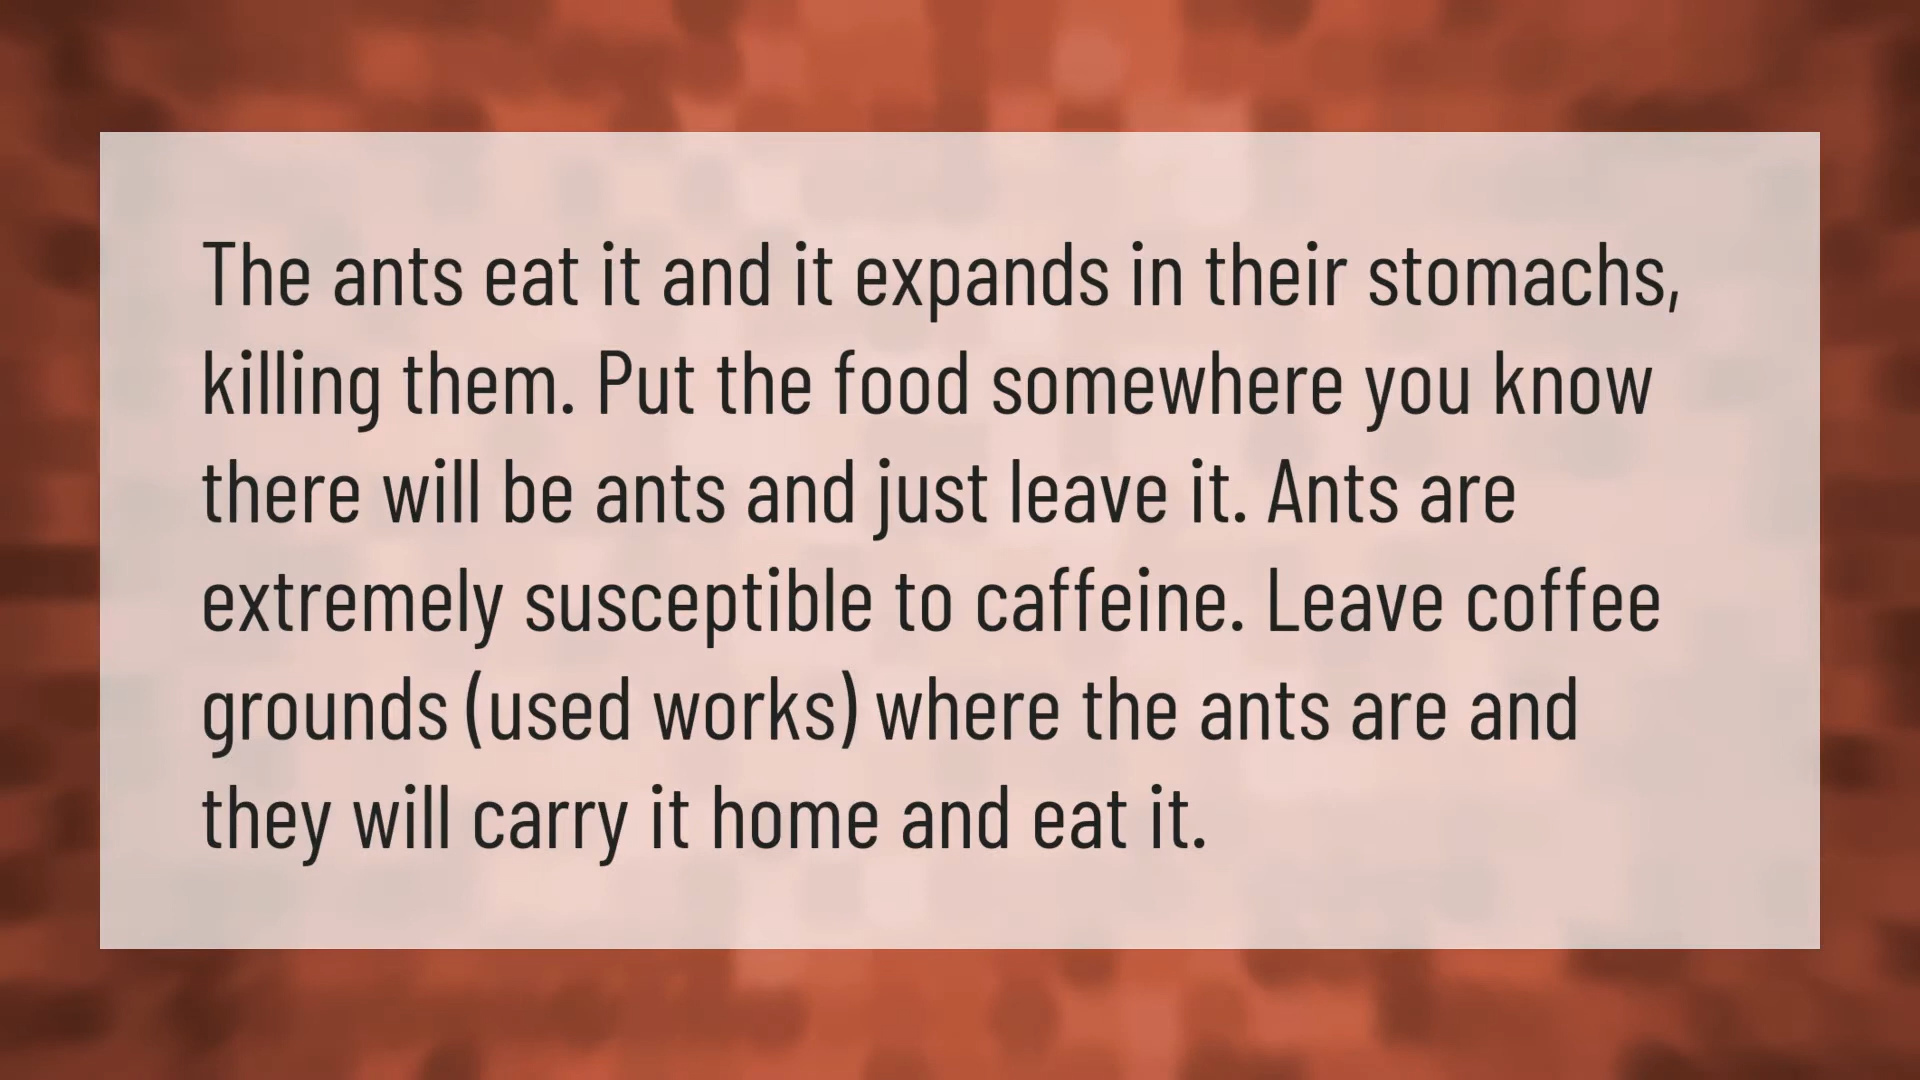 The ants eat it and it expands in their stomachs,
killing them. Put the food somewhere you know
there will be ants and just leave it. Ants are
extremely susceptible to caffeine. Leave coffee
grounds (used works) where the ants are and
they will carry it home and eat it.